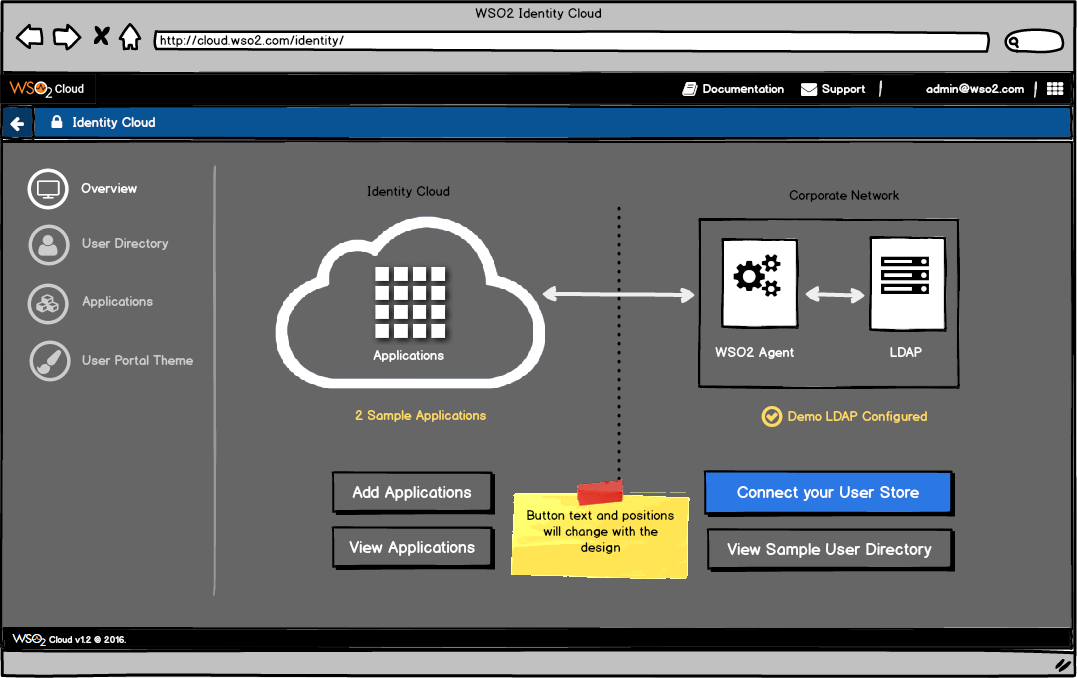 WSO2 Identity Cloud
http://cloud.wso2.com/identity/
WSO2 Cloud
Documentation
Support
admin@wso2.com
Identity Cloud
Overview
User Directory
Applications
User Portal Theme
Identity Cloud
Applications
2 Sample Applications
Add Applications
View Applications
Corporate Network
WSO2 Agent
LDAP
Demo LDAP Configured
Connect your User Store
View Sample User Directory
Button text and positions
will change with the
design
WSO2 Cloud v1.2 © 2016.